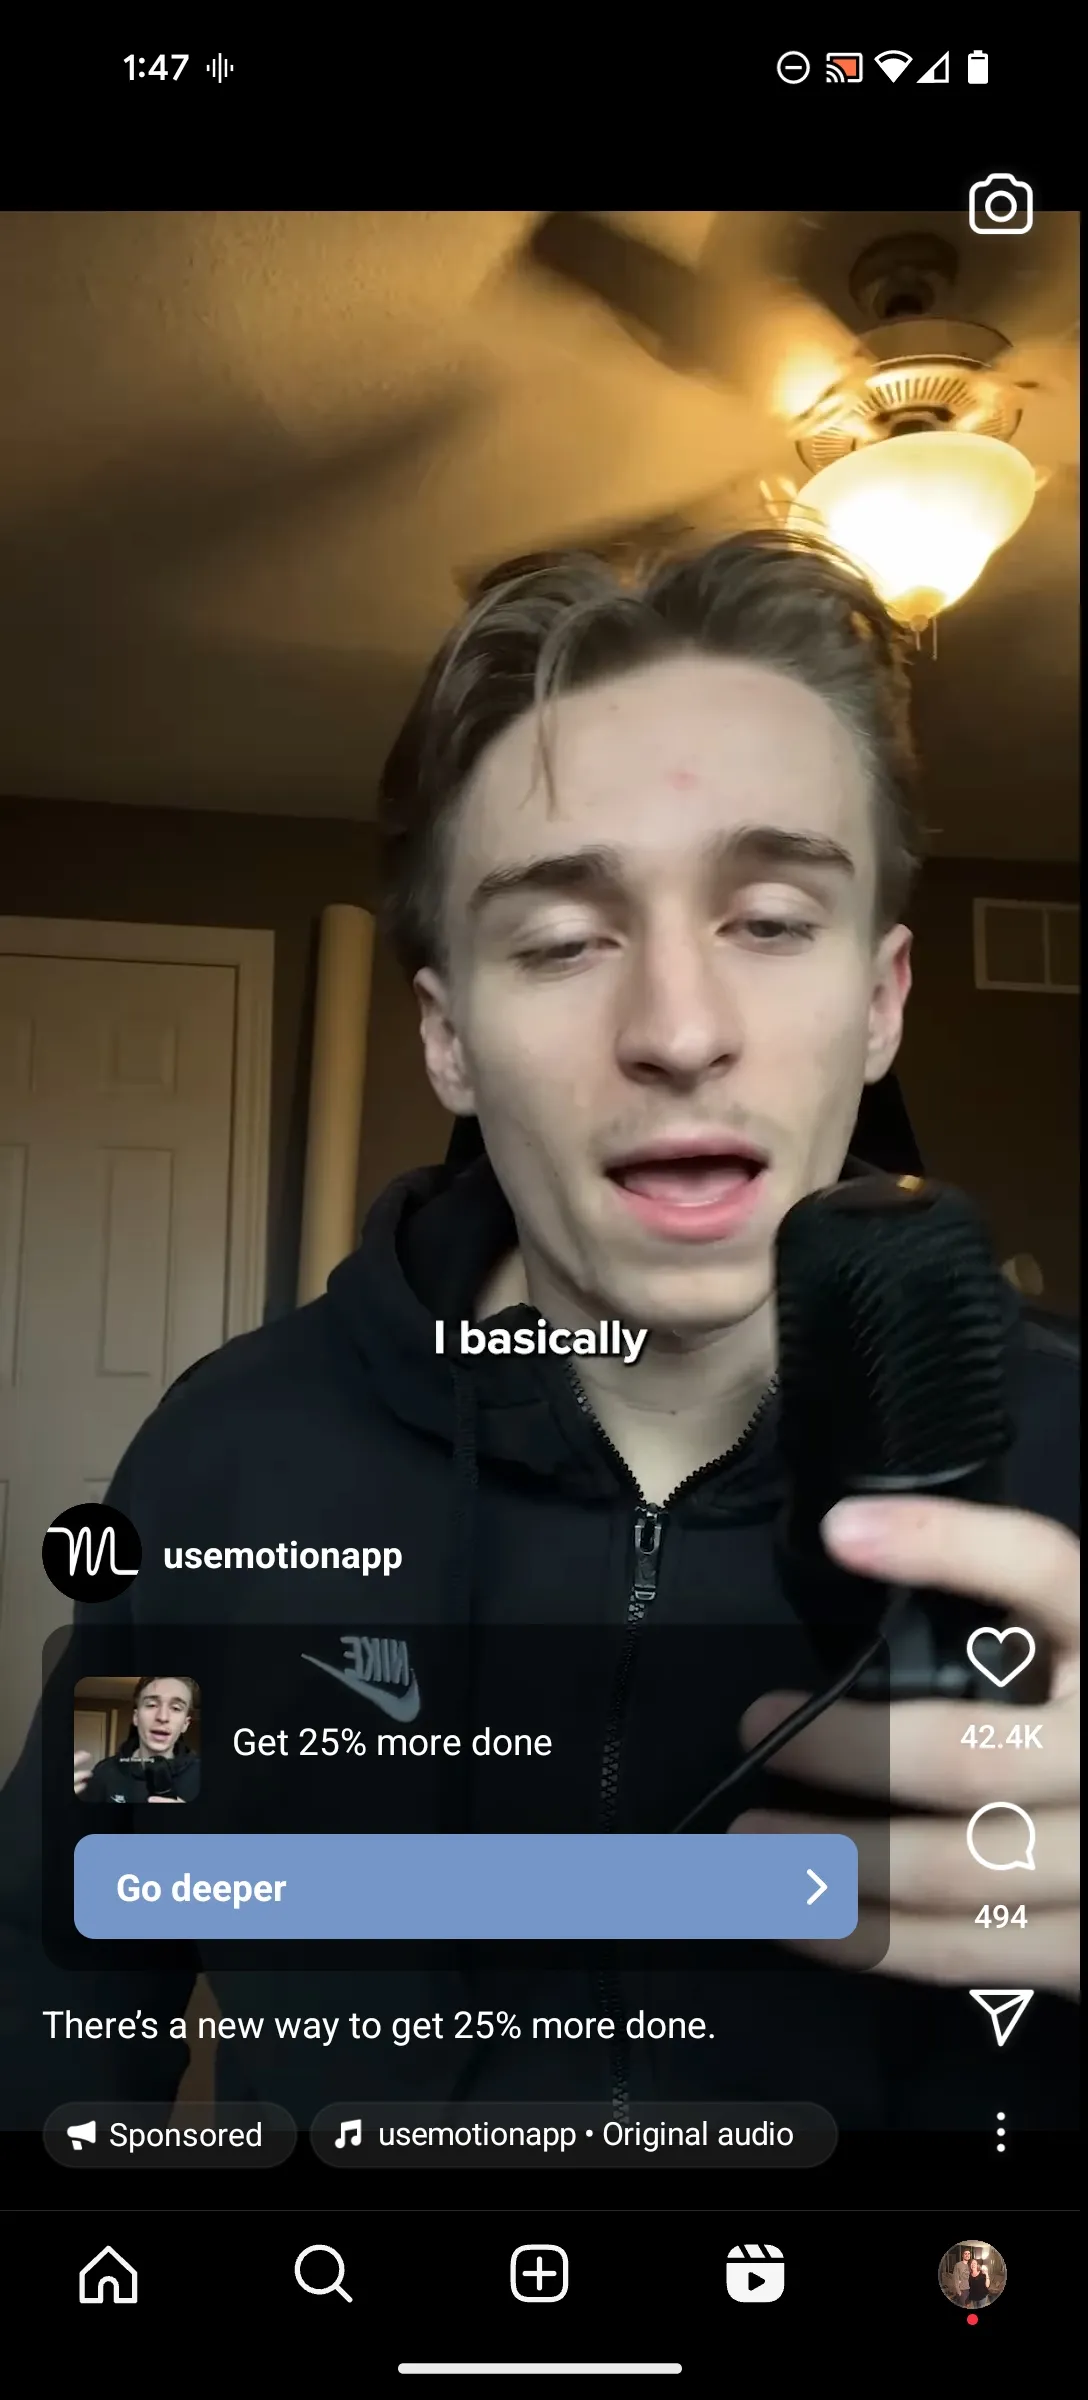 1:47
I basically
usemotionapp
NIKE
Get 25% more done
Go deeper
42.4K
494
There's a new way to get 25% more done.
Sponsored
usemotionapp • Original audio